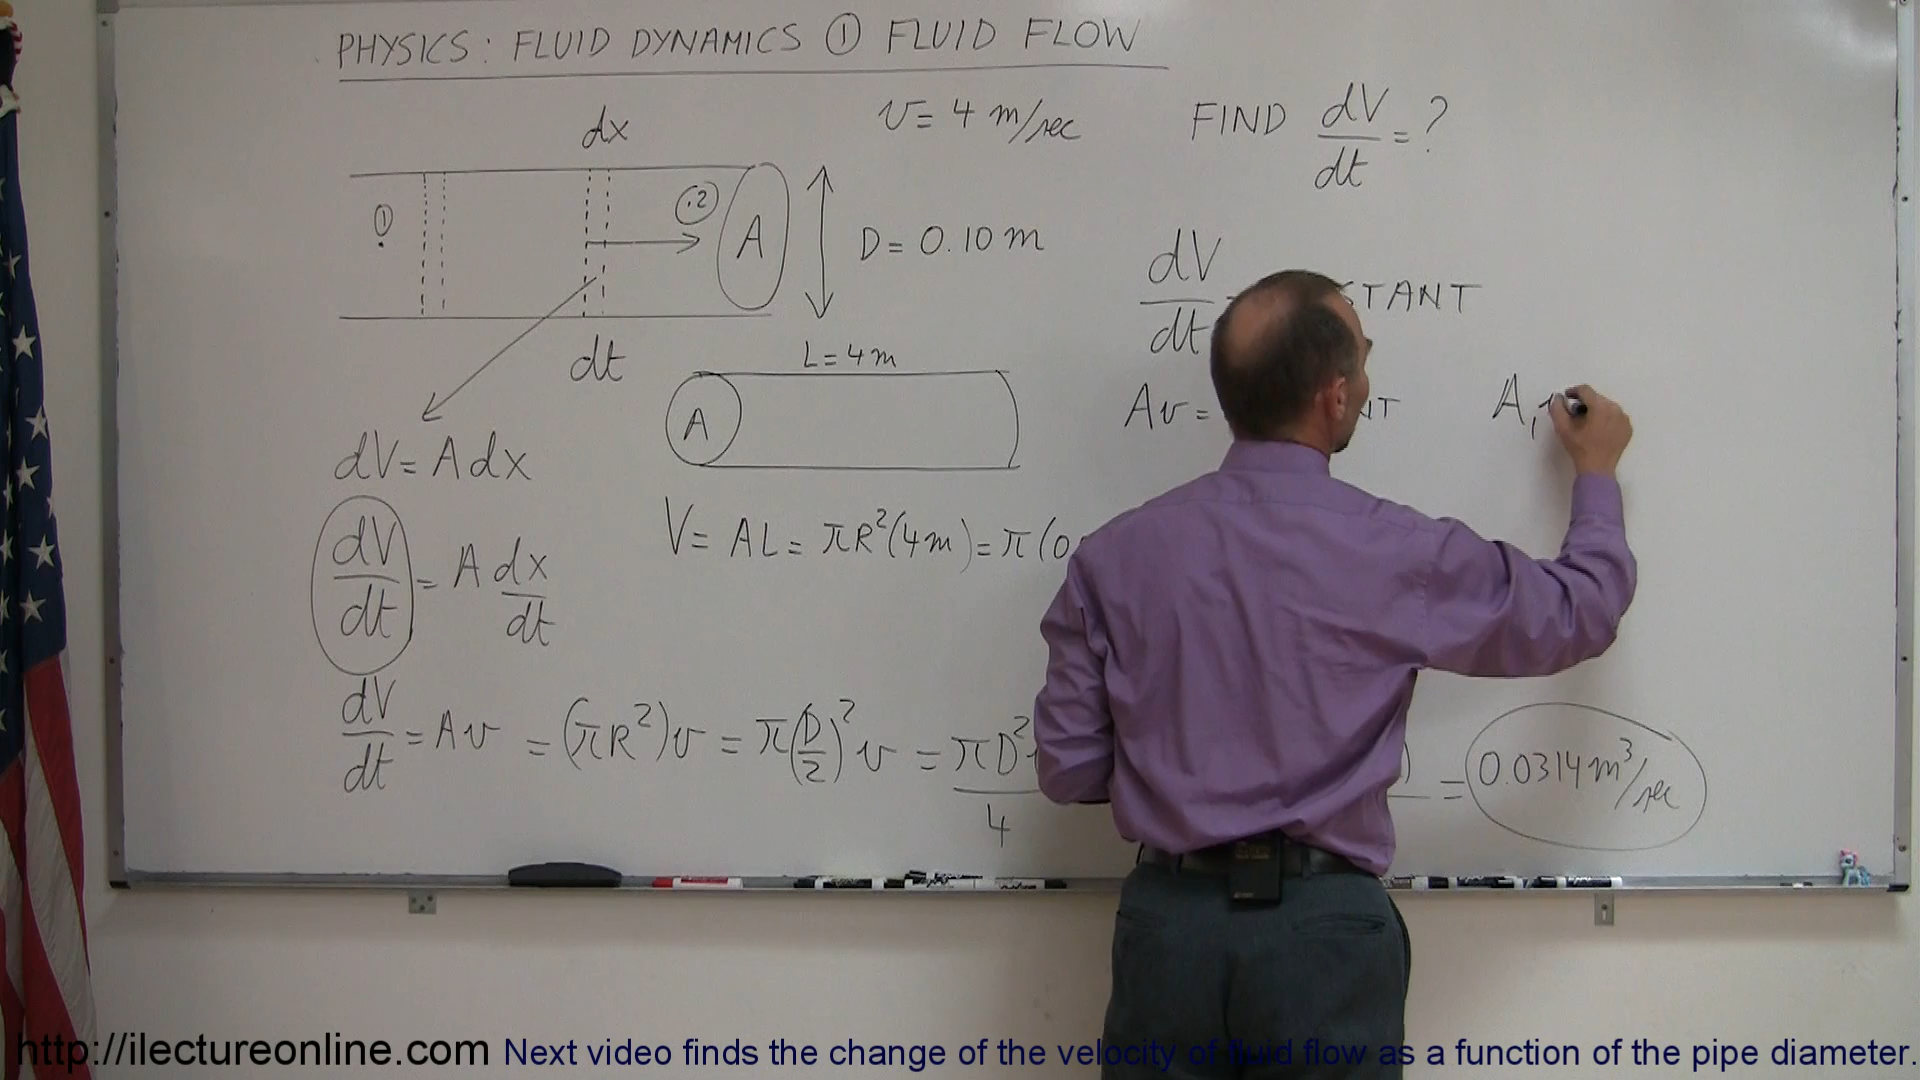 PHYSICS: FLUID DYNAMICS ① FLUID FLOW
dx
v = 4 m/sec
FIND dV/dt = ?
①
②
A
D = 0.10 m
dt
dV/dt STANT
L = 4 m
A
Av = NT
A₁
dV = A dx
V = AL = πR²(4m) = π(0
dV/dt = A dx/dt
dV/dt = Av = (πR²)v = π(D/2)²v = πD²/4 ) = 0.0314 m³/sec
http://ilectureonline.com Next video finds the change of the velocity of fluid flow as a function of the pipe diameter.